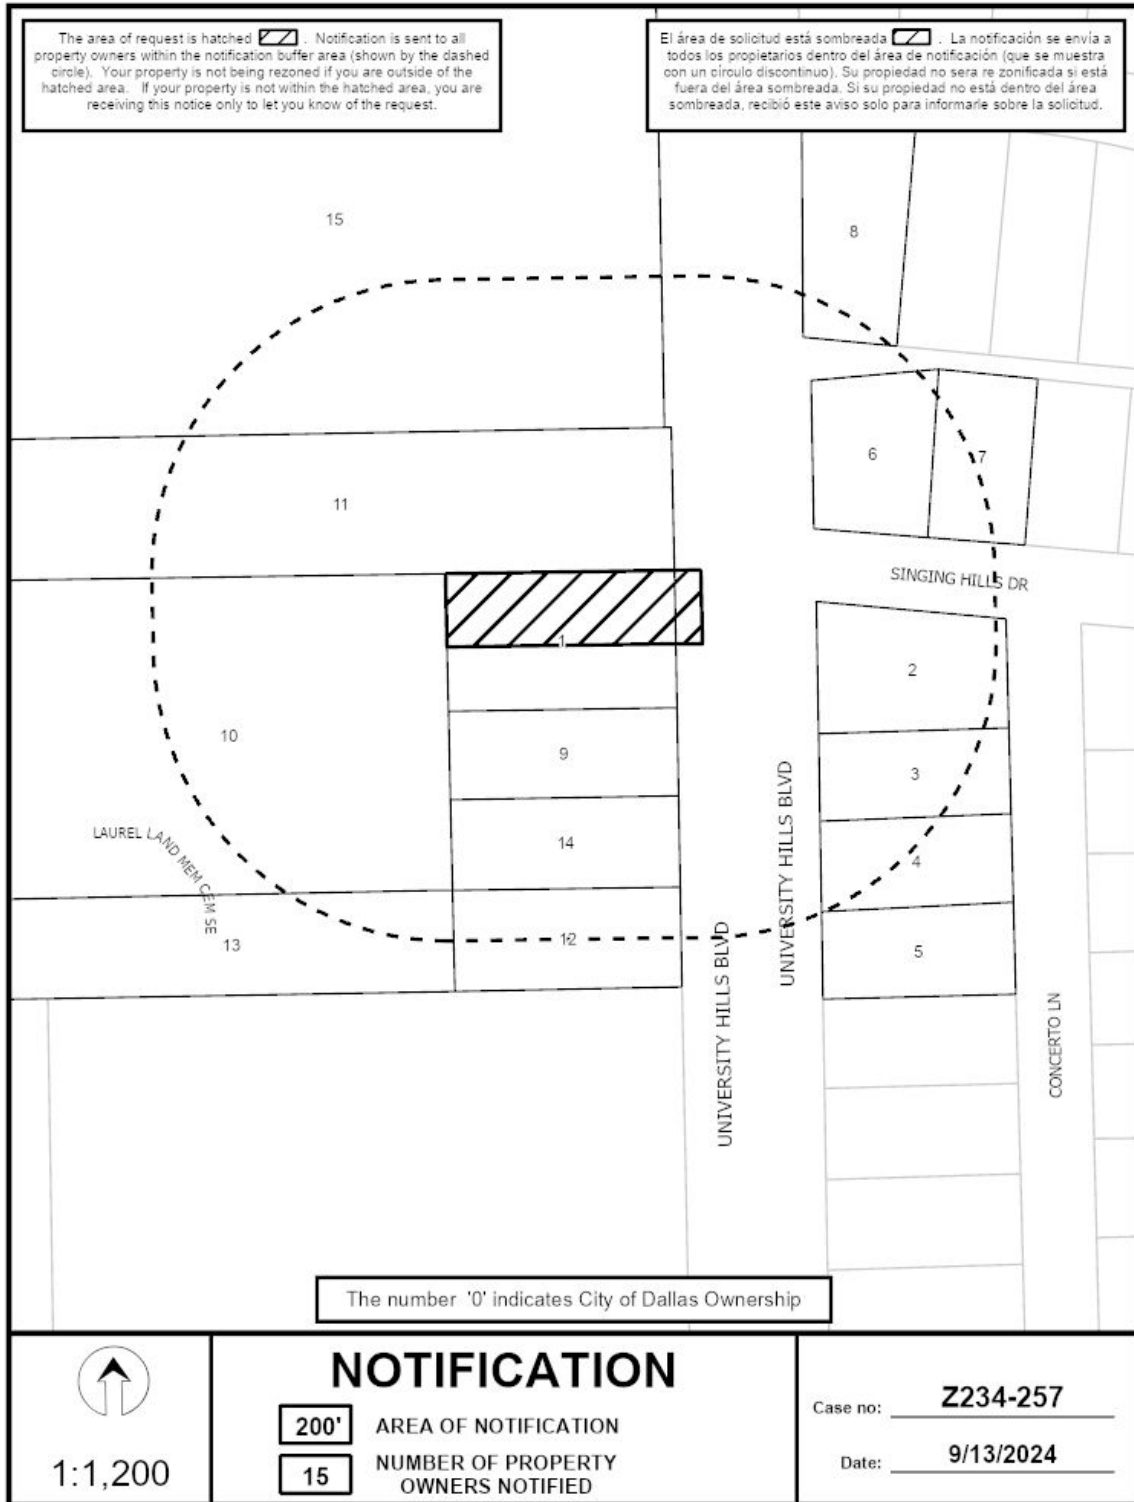 The area of request is hatched . Notification is sent to all
property owners within the notification buffer area (shown by the dashed
circle). Your property is not being rezoned if you are outside of the
hatched area. If your property is not within the hatched area, you are
receiving this notice only to let you know of the request.
El área de solicitud está sombreada . La notificación se envia a
todos los propietarios dentro del área de notificación (que se muestra
con un círculo discontinuo). Su propiedad no sera re zonificada si está
fuera del área sombreada. Si su propiedad no está dentro del área
sombreada, recibió este aviso solo para informarle sobre la solicitud.
15
8
6
7
11
SINGING HILLS DR
1
2
10
9
3
LAUREL LAND MEM CEM SE
14
4
UNIVERSITY HILLS BLVD
13
12
5
UNIVERSITY HILLS BLVD
CONCERTO LN
The number '0' indicates City of Dallas Ownership
1:1,200
NOTIFICATION
200' AREA OF NOTIFICATION
15 NUMBER OF PROPERTY
OWNERS NOTIFIED
Case no: Z234-257
Date: 9/13/2024